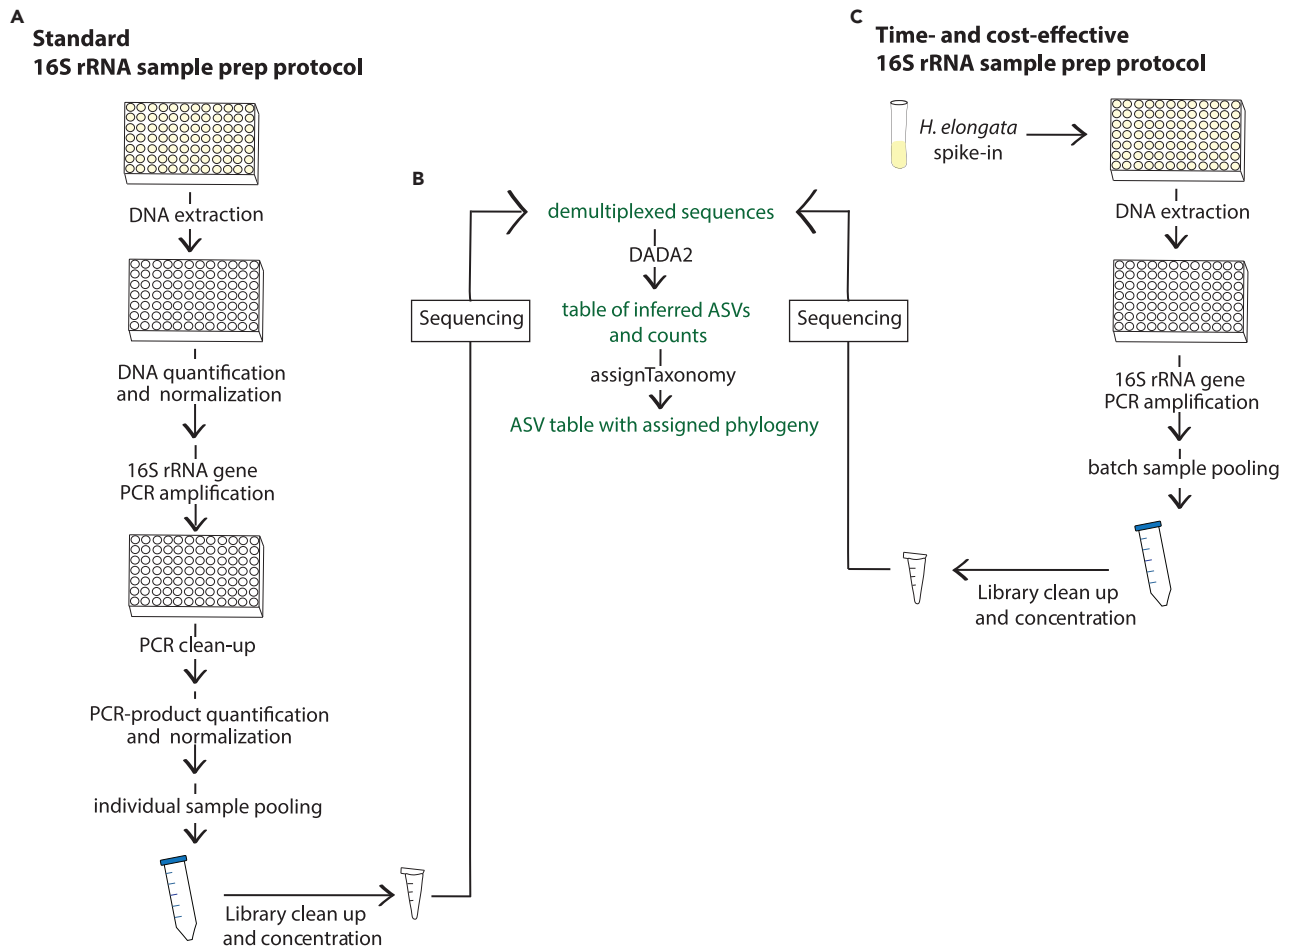 A
Standard
16S rRNA sample prep protocol
DNA extraction
DNA quantification
and normalization
16S rRNA gene
PCR amplification
PCR clean-up
PCR-product quantification
and normalization
individual sample pooling
Library clean up
and concentration
B
Sequencing
demultiplexed sequences
DADA2
table of inferred ASVs
and counts
assignTaxonomy
ASV table with assigned phylogeny
Sequencing
C
Time- and cost-effective
16S rRNA sample prep protocol
H. elongata
spike-in
DNA extraction
16S rRNA gene
PCR amplification
batch sample pooling
Library clean up
and concentration